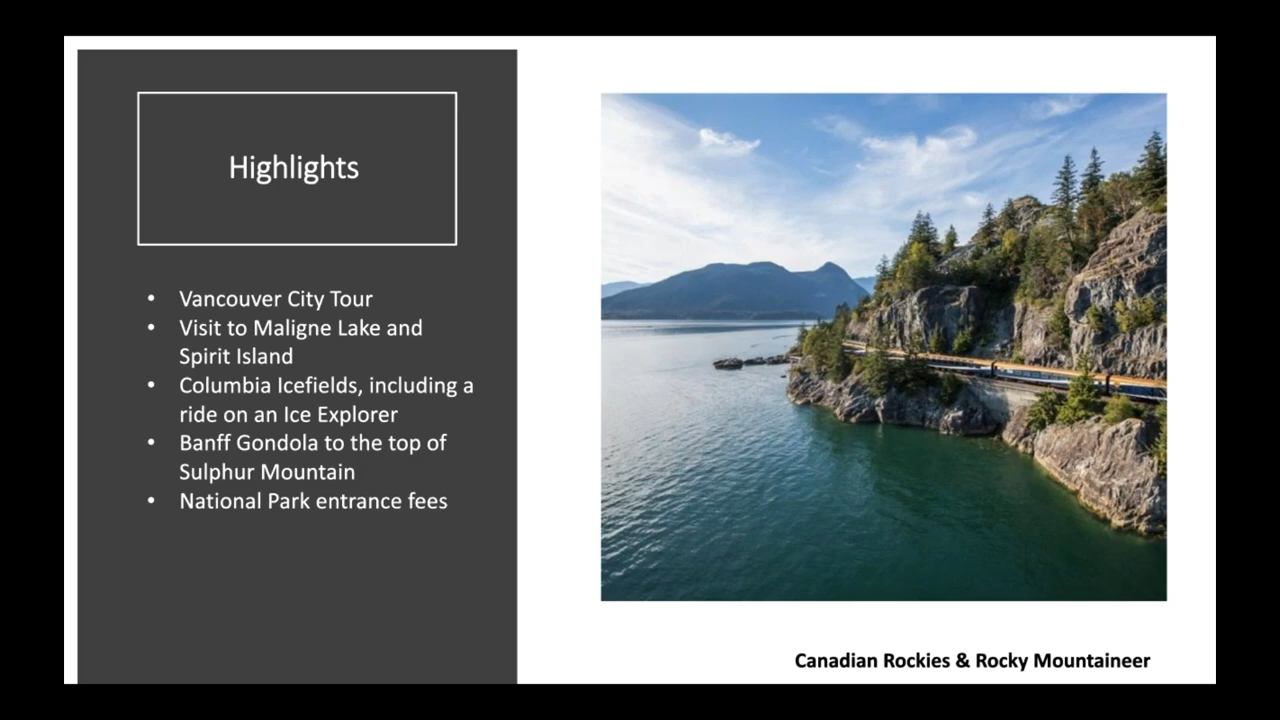 Highlights
• Vancouver City Tour
• Visit to Maligne Lake and
Spirit Island
• Columbia Icefields, including a
ride on an Ice Explorer
• Banff Gondola to the top of
Sulphur Mountain
• National Park entrance fees
Canadian Rockies & Rocky Mountaineer